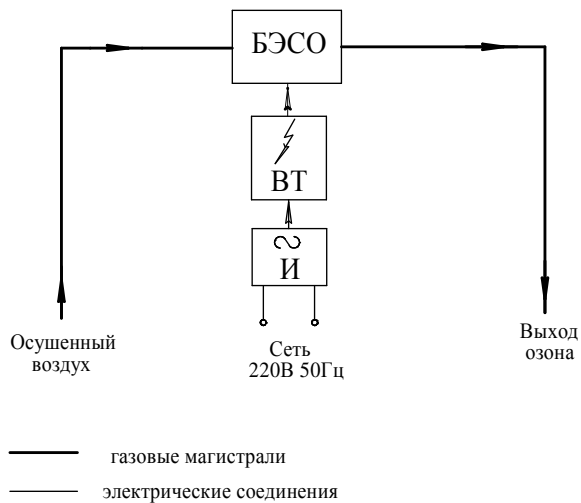 БЭСО
ВТ
И
Осушенный
воздух
Сеть
220В 50Гц
Выход
озона
газовые магистрали
электрические соединения